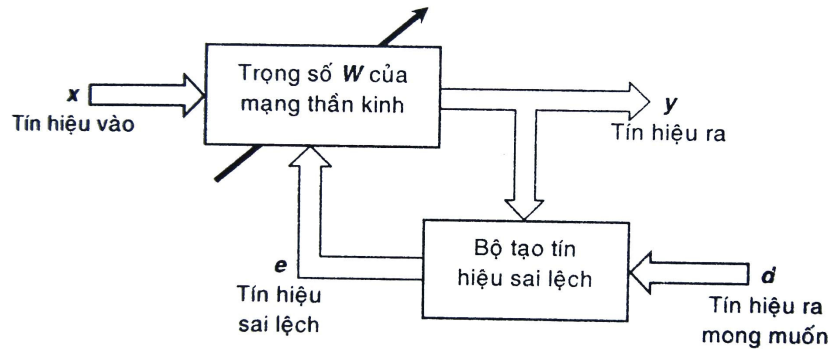 Trọng số W của
mạng thần kinh
x
Tín hiệu vào
y
Tín hiệu ra
Bộ tạo tín
hiệu sai lệch
e
Tín hiệu
sai lệch
d
Tín hiệu ra
mong muốn